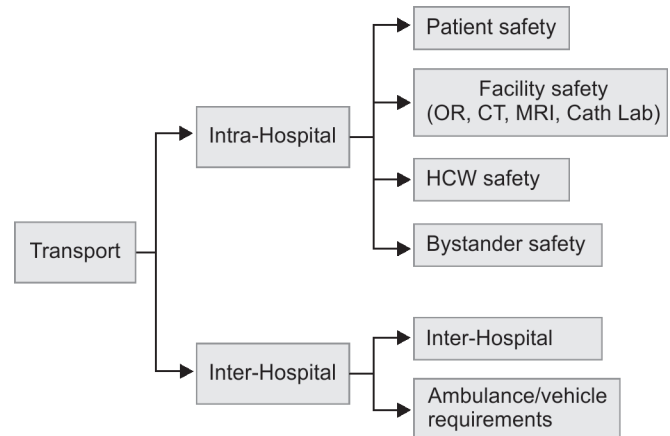 Patient safety
Facility safety
(OR, CT, MRI, Cath Lab)
Intra-Hospital
HCW safety
Transport
Bystander safety
Inter-Hospital
Inter-Hospital
Ambulance/vehicle
requirements